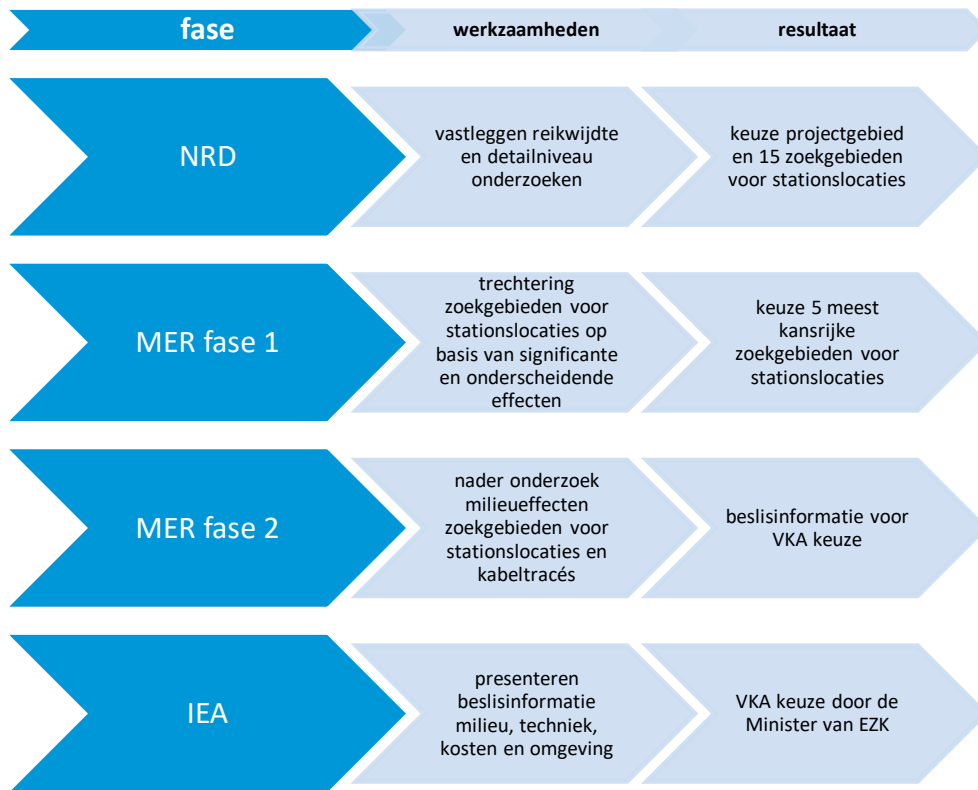 fase
werkzaamheden
resultaat
NRD
vastleggen reikwijdte
en detailniveau
onderzoeken
keuze projectgebied
en 15 zoekgebieden
voor stationslocaties
MER fase 1
trechtering
zoekgebieden voor
stationslocaties op
basis van significante
en onderscheidende
effecten
keuze 5 meest
kansrijke
zoekgebieden voor
stationslocaties
MER fase 2
nader onderzoek
milieueffecten
zoekgebieden voor
stationslocaties en
kabeltracés
beslisinformatie voor
VKA keuze
IEA
presenteren
beslisinformatie
milieu, techniek,
kosten en omgeving
VKA keuze door de
Minister van EZK